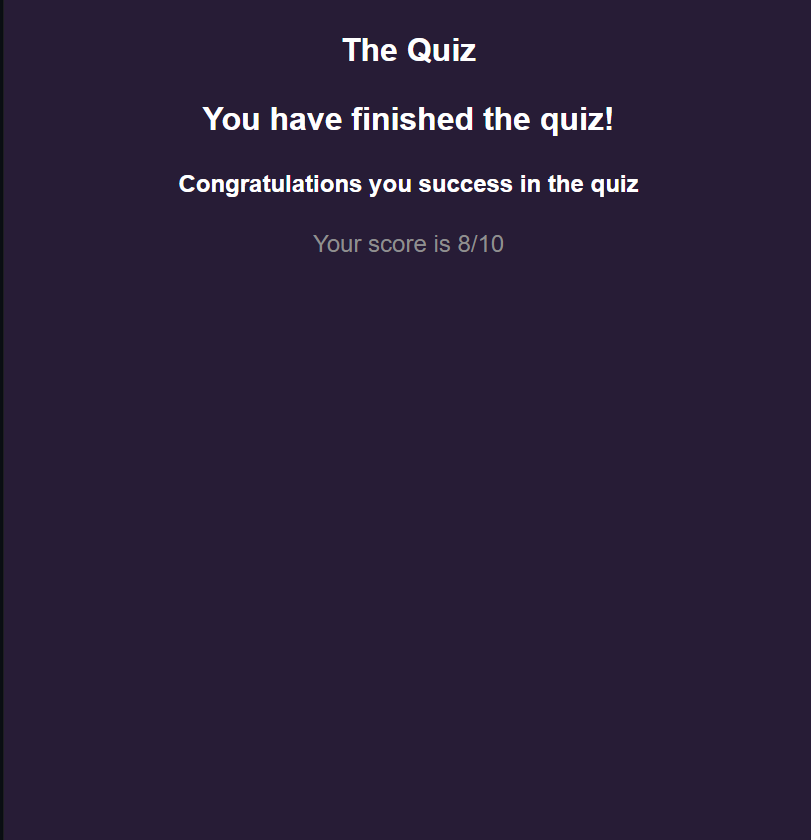 The Quiz
You have finished the quiz!
Congratulations you success in the quiz
Your score is 8/10